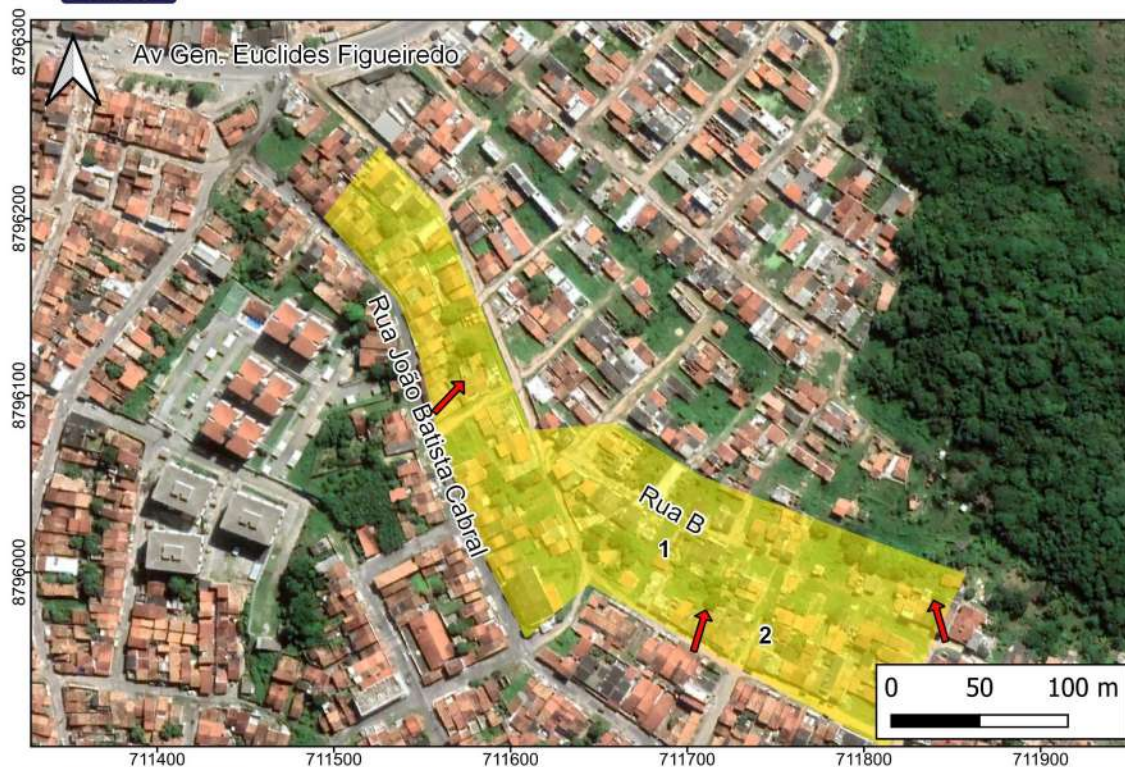 Av Gen. Euclides Figueiredo
8796300
8796200
8796100
8796000
Rua João Batista Cabral
Rua B
1
2
0 50 100 m
711400 711500 711600 711700 711800 711900